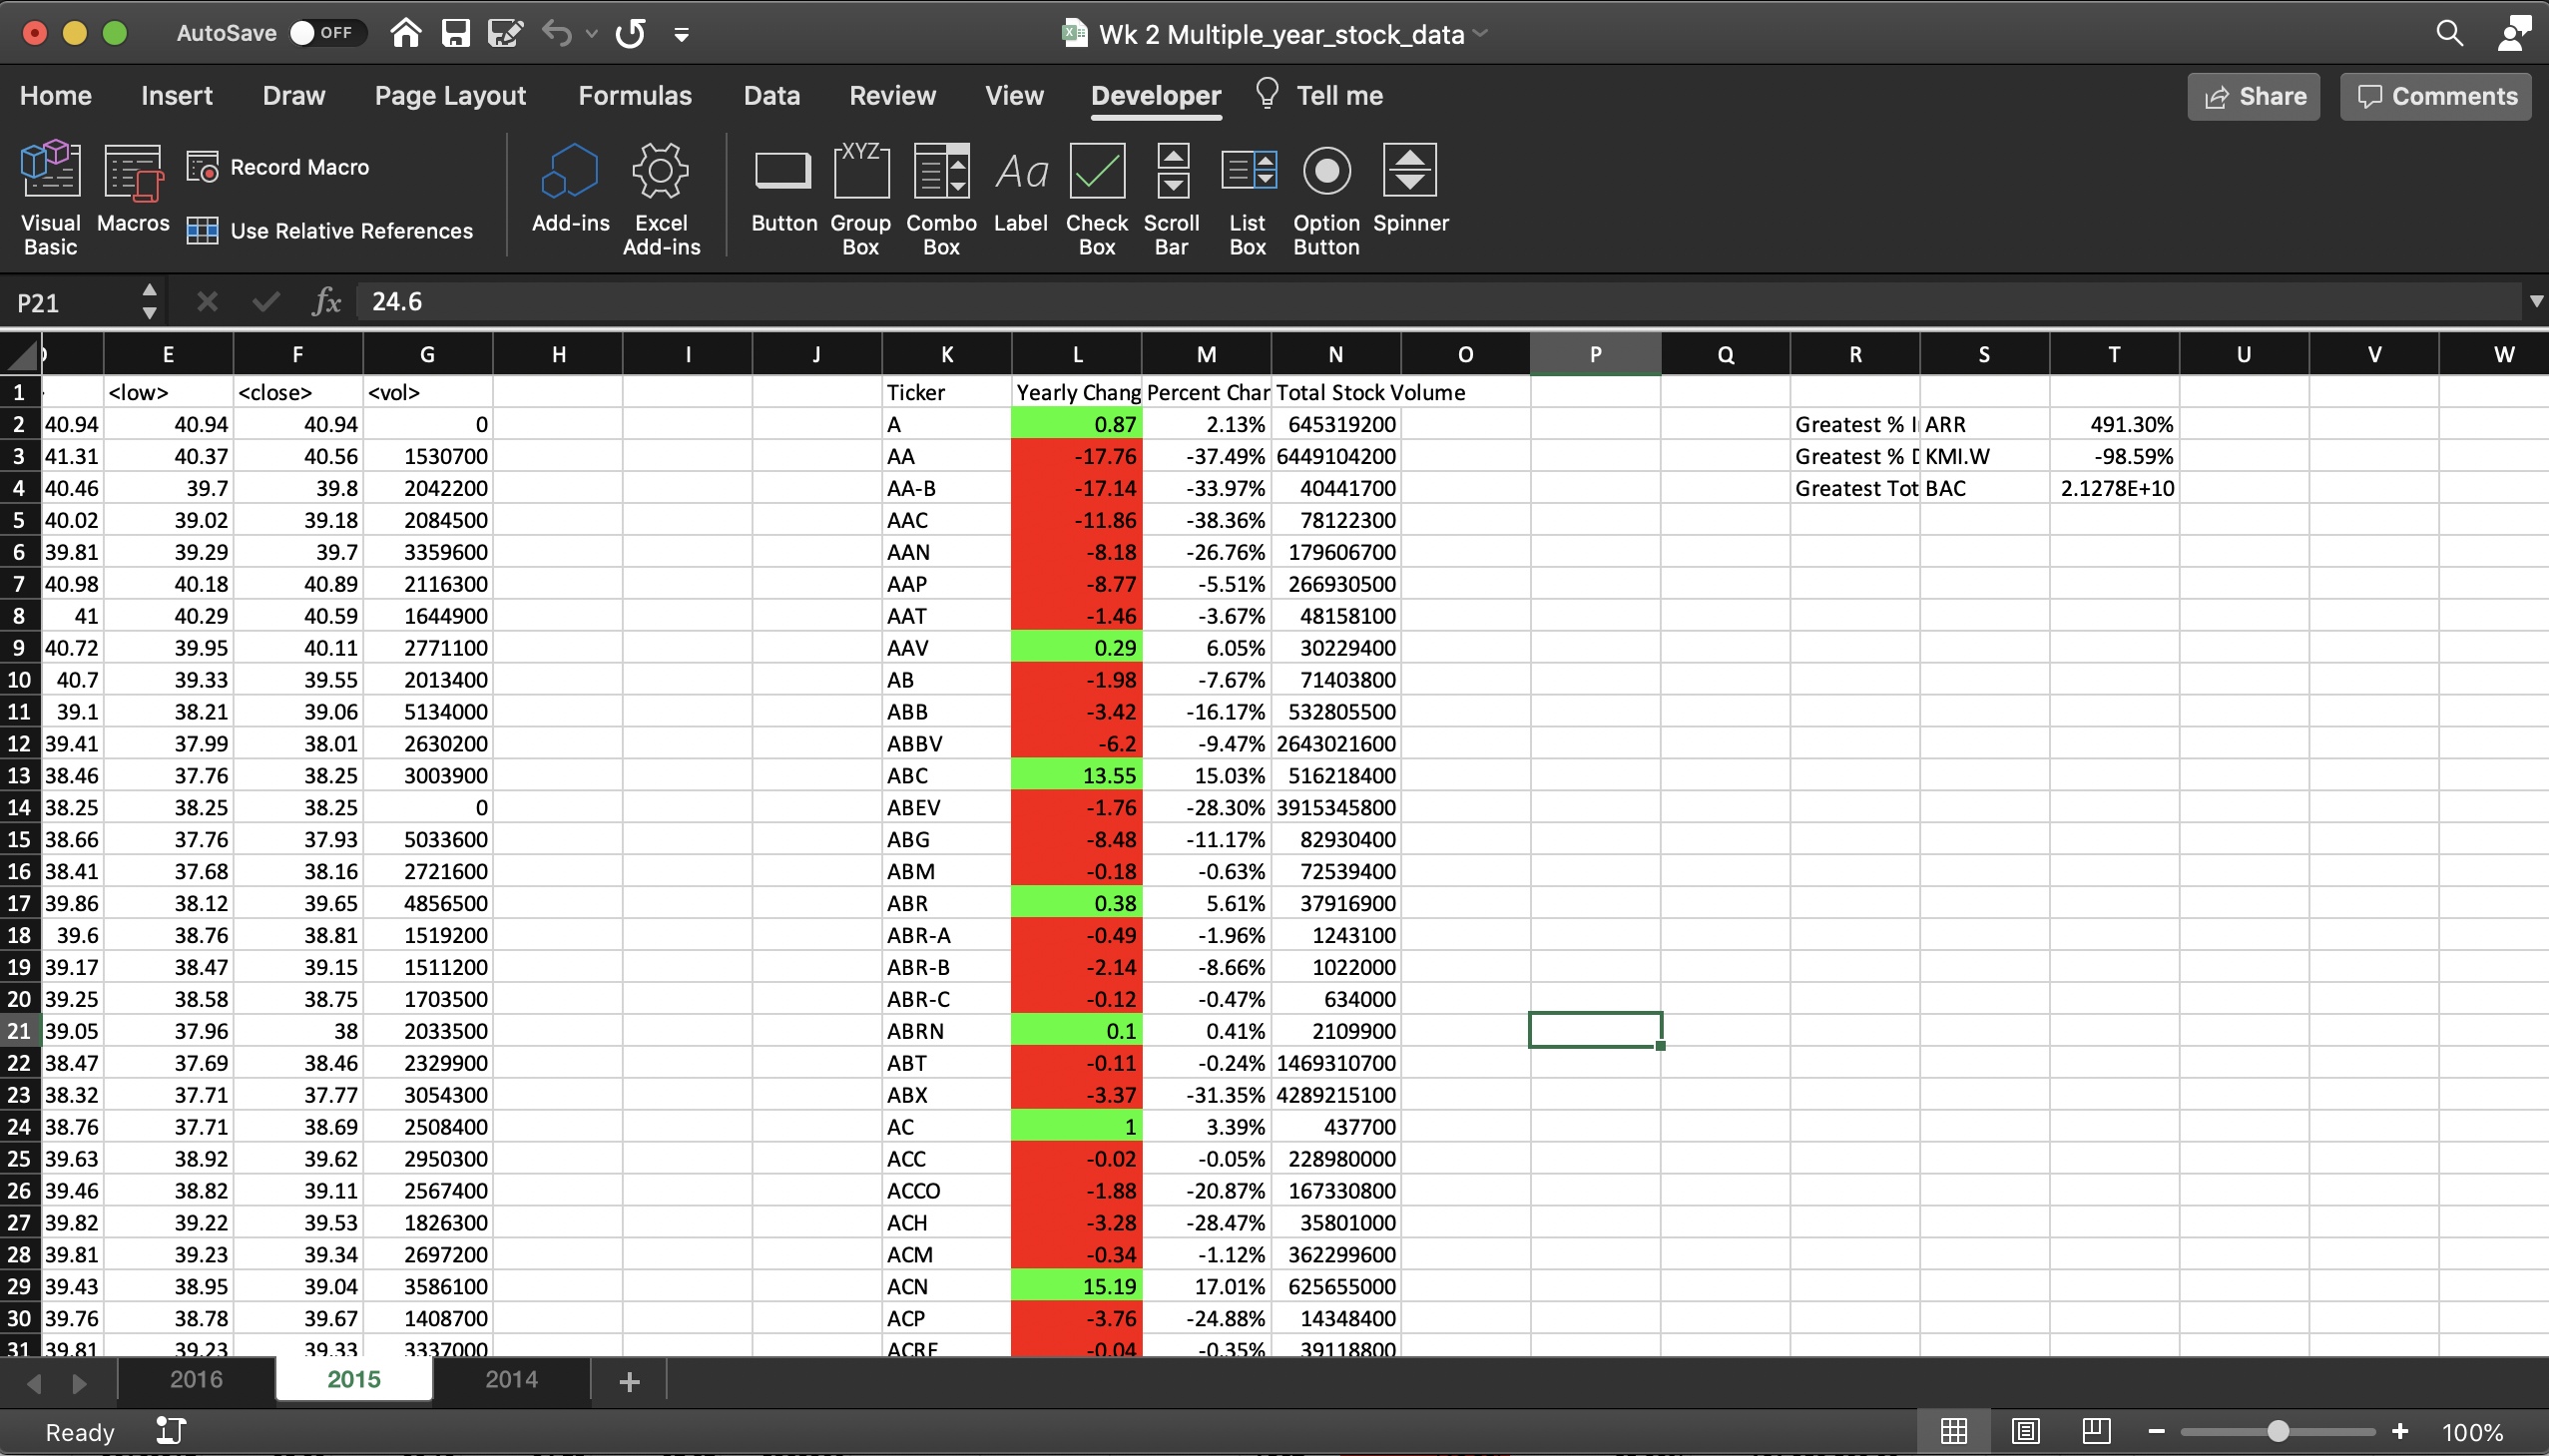 AutoSave OFF Wk 2 Multiple_year_stock_data
Home Insert Draw Page Layout Formulas Data Review View Developer Tell me Share Comments
Visual Basic Macros Record Macro Use Relative References Add-ins Excel Add-ins Button Group Box Combo Box Label Check Box Scroll Bar List Box Option Button Spinner
P21 fx 24.6
E F G H I J K L M N O P Q R S T U V W
1 <low> <close> <vol> Ticker Yearly Chang Percent Char Total Stock Volume
2 40.94 40.94 40.94 0 A 0.87 2.13% 645319200 Greatest % I ARR 491.30%
3 41.31 40.37 40.56 1530700 AA -17.76 -37.49% 6449104200 Greatest % D KMI.W -98.59%
4 40.46 39.7 39.8 2042200 AA-B -17.14 -33.97% 40441700 Greatest Tot BAC 2.1278E+10
5 40.02 39.02 39.18 2084500 AAC -11.86 -38.36% 78122300
6 39.81 39.29 39.7 3359600 AAN -8.18 -26.76% 179606700
7 40.98 40.18 40.89 2116300 AAP -8.77 -5.51% 266930500
8 41 40.29 40.59 1644900 AAT -1.46 -3.67% 48158100
9 40.72 39.95 40.11 2771100 AAV 0.29 6.05% 30229400
10 40.7 39.33 39.55 2013400 AB -1.98 -7.67% 71403800
11 39.1 38.21 39.06 5134000 ABB -3.42 -16.17% 532805500
12 39.41 37.99 38.01 2630200 ABBV -6.2 -9.47% 2643021600
13 38.46 37.76 38.25 3003900 ABC 13.55 15.03% 516218400
14 38.25 38.25 38.25 0 ABEV -1.76 -28.30% 3915345800
15 38.66 37.76 37.93 5033600 ABG -8.48 -11.17% 82930400
16 38.41 37.68 38.16 2721600 ABM -0.18 -0.63% 72539400
17 39.86 38.12 39.65 4856500 ABR 0.38 5.61% 37916900
18 39.6 38.76 38.81 1519200 ABR-A -0.49 -1.96% 1243100
19 39.17 38.47 39.15 1511200 ABR-B -2.14 -8.66% 1022000
20 39.25 38.58 38.75 1703500 ABR-C -0.12 -0.47% 634000
21 39.05 37.96 38 2033500 ABRN 0.1 0.41% 2109900
22 38.47 37.69 38.46 2329900 ABT -0.11 -0.24% 1469310700
23 38.32 37.71 37.77 3054300 ABX -3.37 -31.35% 4289215100
24 38.76 37.71 38.69 2508400 AC 1 3.39% 437700
25 39.63 38.92 39.62 2950300 ACC -0.02 -0.05% 228980000
26 39.46 38.82 39.11 2567400 ACCO -1.88 -20.87% 167330800
27 39.82 39.22 39.53 1826300 ACH -3.28 -28.47% 35801000
28 39.81 39.23 39.34 2697200 ACM -0.34 -1.12% 362299600
29 39.43 38.95 39.04 3586100 ACN 15.19 17.01% 625655000
30 39.76 38.78 39.67 1408700 ACP -3.76 -24.88% 14348400
31 39.81 39.23 39.33 3337000 ACRE -0.04 -0.35% 39118800
2016 2015 2014
Ready 100%